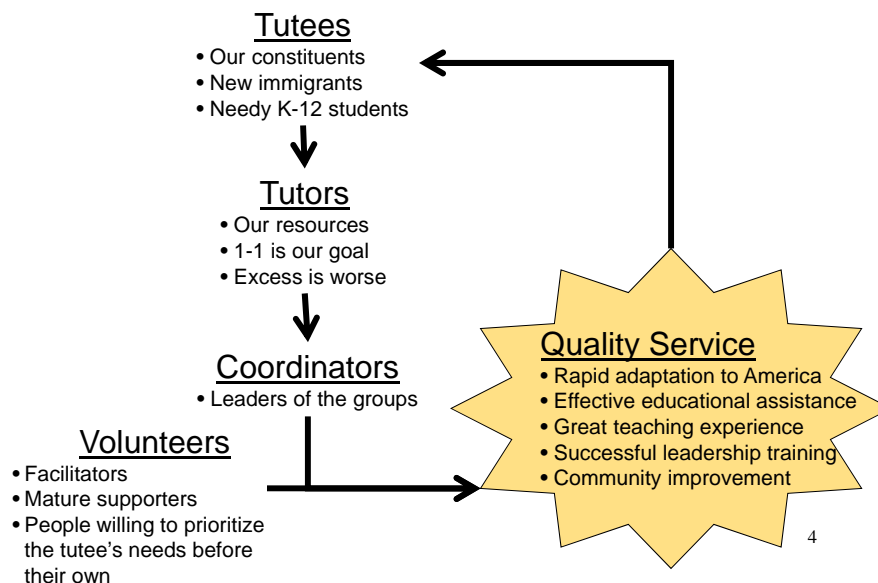 Tutees
• Our constituents
• New immigrants
• Needy K-12 students
Tutors
• Our resources
• 1-1 is our goal
• Excess is worse
Coordinators
• Leaders of the groups
Volunteers
• Facilitators
• Mature supporters
• People willing to prioritize
the tutee’s needs before
their own
Quality Service
• Rapid adaptation to America
• Effective educational assistance
• Great teaching experience
• Successful leadership training
• Community improvement
4